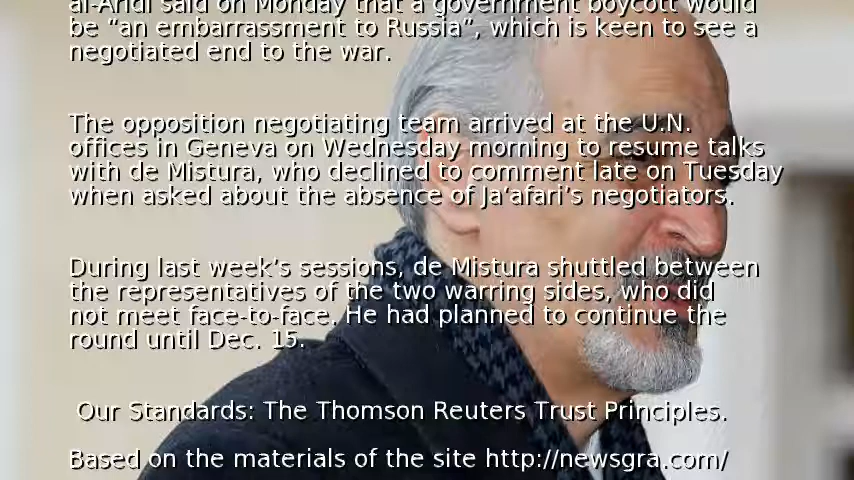 al-Aridi said on Monday that a government boycott would
be “an embarrassment to Russia”, which is keen to see a
negotiated end to the war.
The opposition negotiating team arrived at the U.N.
offices in Geneva on Wednesday morning to resume talks
with de Mistura, who declined to comment late on Tuesday
when asked about the absence of Ja’afari’s negotiators.
During last week’s sessions, de Mistura shuttled between
the representatives of the two warring sides, who did
not meet face-to-face. He had planned to continue the
round until Dec. 15.
Our Standards: The Thomson Reuters Trust Principles.
Based on the materials of the site http://newsgra.com/